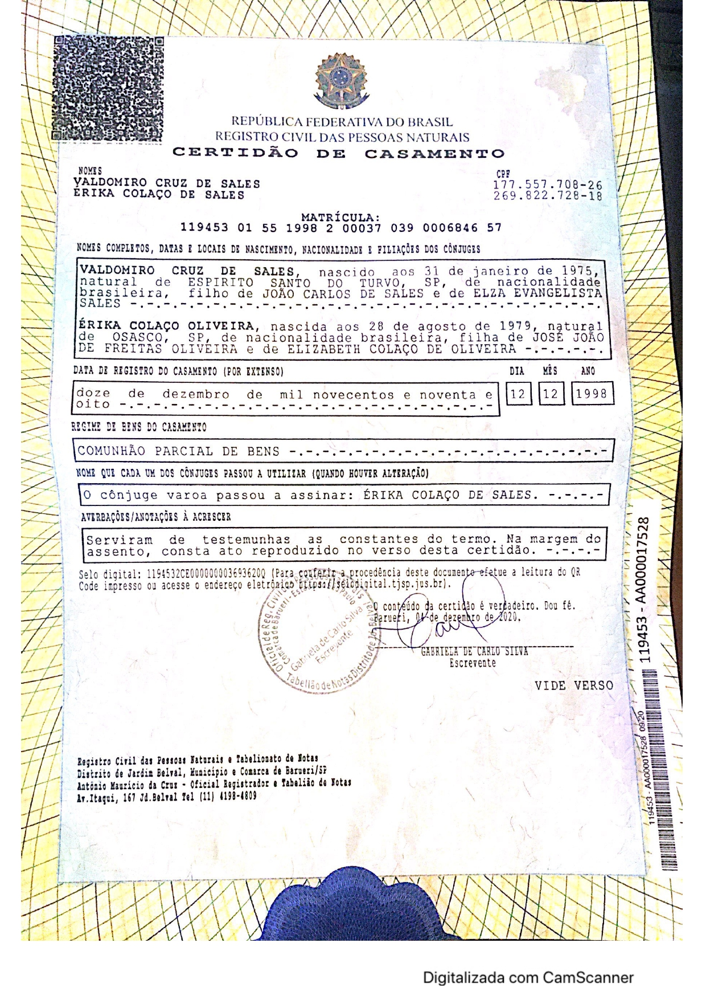 REPÚBLICA FEDERATIVA DO BRASIL
REGISTRO CIVIL DAS PESSOAS NATURAIS
CERTIDÃO DE CASAMENTO
NOMES
VALDOMIRO CRUZ DE SALES
ÉRIKA COLAÇO DE SALES
CPF
177.557.708-26
269.822.728-18
MATRÍCULA:
119453 01 55 1998 2 00037 039 0006846 57
NOMES COMPLETOS, DATAS E LOCAIS DE NASCIMENTO, NACIONALIDADE E FILIAÇÕES DOS CÔNJUGES
VALDOMIRO CRUZ DE SALES, nascido aos 31 de janeiro de 1975,
natural de ESPIRITO SANTO DO TURVO, SP, de nacionalidade
brasileira, filho de JOÃO CARLOS DE SALES e de ELZA EVANGELISTA
SALES -.-.-.-.-.-.-.-.-.-.-.-.-.-.-.-.-.-.-.-.-.-.-.-.-.-.-.
ÉRIKA COLAÇO OLIVEIRA, nascida aos 28 de agosto de 1979, natural
de OSASCO, SP, de nacionalidade brasileira, filha de JOSÉ JOÃO
DE FREITAS OLIVEIRA e de ELIZABETH COLAÇO DE OLIVEIRA -.-.-.-.-.
DATA DE REGISTRO DO CASAMENTO (POR EXTENSO)
DIA MÊS ANO
doze de dezembro de mil novecentos e noventa e
oito -.-.-.-.-.-.-.-.-.-.-.-.-.-.-.-.-.-.-.-.-
12 12 1998
REGIME DE BENS DO CASAMENTO
COMUNHÃO PARCIAL DE BENS -.-.-.-.-.-.-.-.-.-.-.-.-.-.-.-.-.-.-.-
NOME QUE CADA UM DOS CÔNJUGES PASSOU A UTILIZAR (QUANDO HOUVER ALTERAÇÃO)
O cônjuge varoa passou a assinar: ÉRIKA COLAÇO DE SALES. -.-.-.-
AVERBAÇÕES/ANOTAÇÕES À ACRESCER
Serviram de testemunhas as constantes do termo. Na margem do
assento, consta ato reproduzido no verso desta certidão. -.-.-.-
Selo digital: 1194532CE000000003693620Q (Para conferir a procedência deste documento efetue a leitura do QR
Code impresso ou acesse o endereço eletrônico https://selodigital.tjsp.jus.br).
O conteúdo da certidão é verdadeiro. Dou fé.
Barueri, 04 de dezembro de 2020.
GABRIELA DE CARLO SILVA
Escrevente
Oficial de Reg. Civil das Pessoas Naturais
Comarca de Barueri - Estado São Paulo
Gabriela de Carlo Silva
Escrevente
Tabelião de Notas Distrito de Jd. Belval
VIDE VERSO
Registro Civil das Pessoas Naturais e Tabelionato de Notas
Distrito de Jardim Belval, Município e Comarca de Barueri/SP
Antônio Maurício da Cruz - Oficial Registrador e Tabelião de Notas
Av.Itaqui, 167 Jd.Belval Tel (11) 4198-4809
119453 - AA000017528
119453 - AA000017528 09/20
Digitalizada com CamScanner